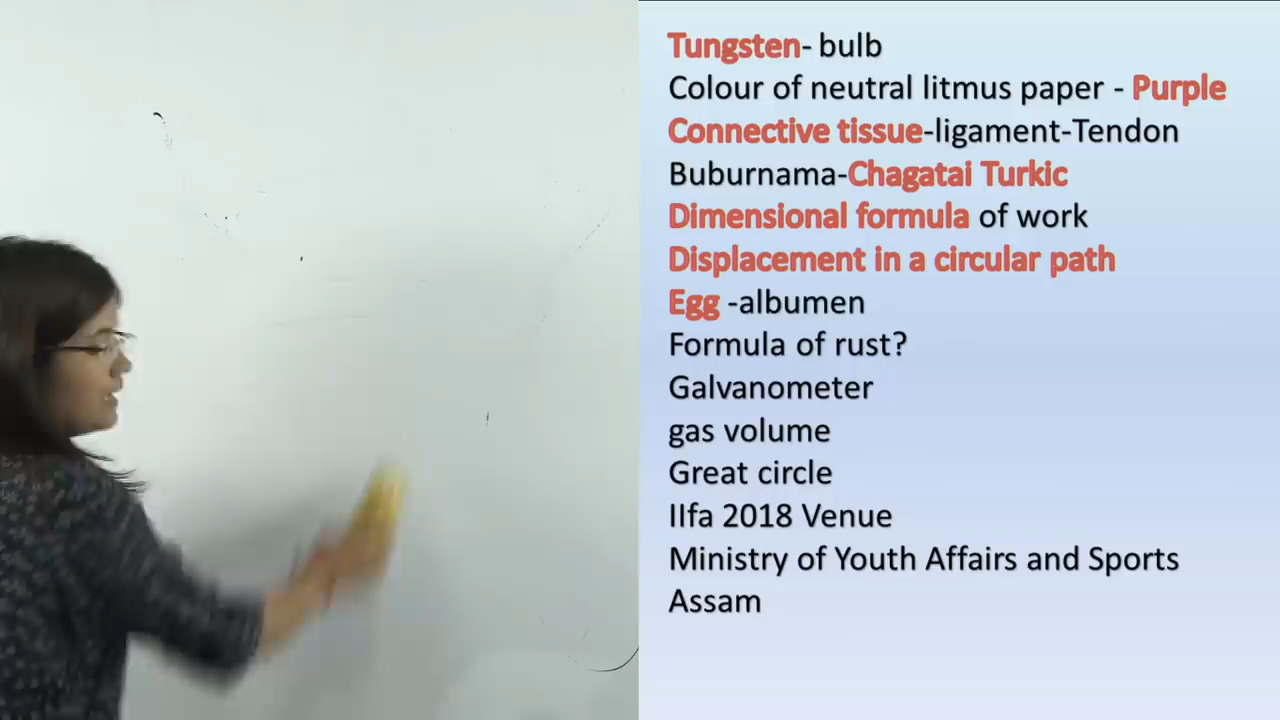 Tungsten- bulb
Colour of neutral litmus paper - Purple
Connective tissue-ligament-Tendon
Buburnama-Chagatai Turkic
Dimensional formula of work
Displacement in a circular path
Egg -albumen
Formula of rust?
Galvanometer
gas volume
Great circle
IIfa 2018 Venue
Ministry of Youth Affairs and Sports
Assam